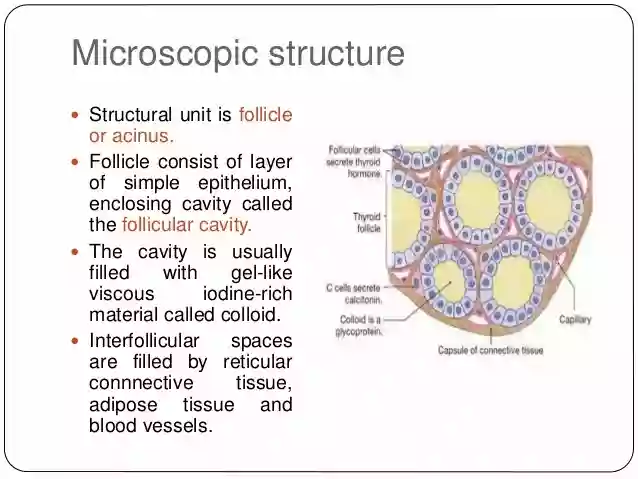 Microscopic structure
• Structural unit is follicle
or acinus.
• Follicle consist of layer
of simple epithelium,
enclosing cavity called
the follicular cavity.
• The cavity is usually
filled with gel-like
viscous iodine-rich
material called colloid.
• Interfollicular spaces
are filled by reticular
connnective tissue,
adipose tissue and
blood vessels.
Follicular cells
secrete thyroid
hormone.
Thyroid
follicle
C cells secrete
calcitonin.
Colloid is a
glycoprotein.
Capillary
Capsule of connective tissue